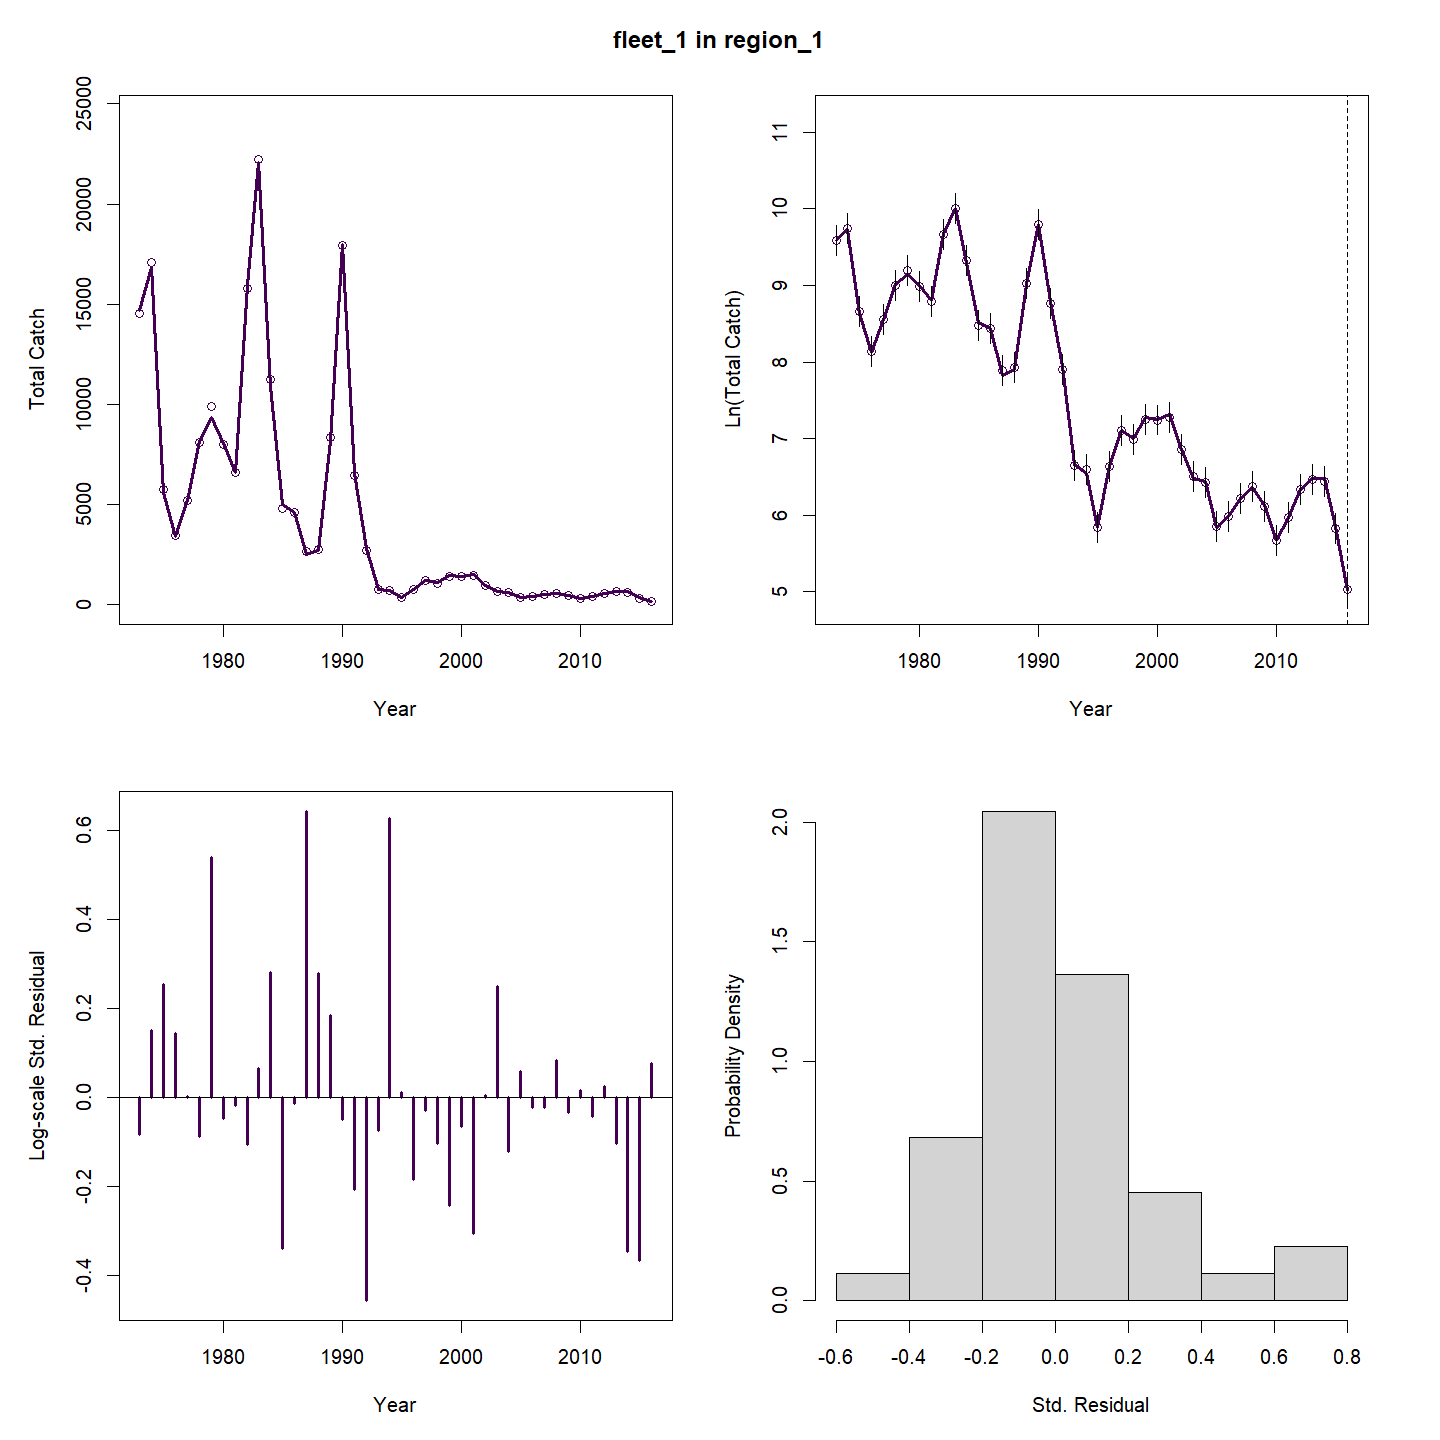 fleet_1 in region_1
Total Catch
25000
20000
15000
10000
5000
0
1980 1990 2000 2010
Year
Ln(Total Catch)
11
10
9
8
7
6
5
1980 1990 2000 2010
Year
Log-scale Std. Residual
0.6
0.4
0.2
0.0
-0.2
-0.4
1980 1990 2000 2010
Year
Probability Density
2.0
1.5
1.0
0.5
0.0
-0.6 -0.4 -0.2 0.0 0.2 0.4 0.6 0.8
Std. Residual